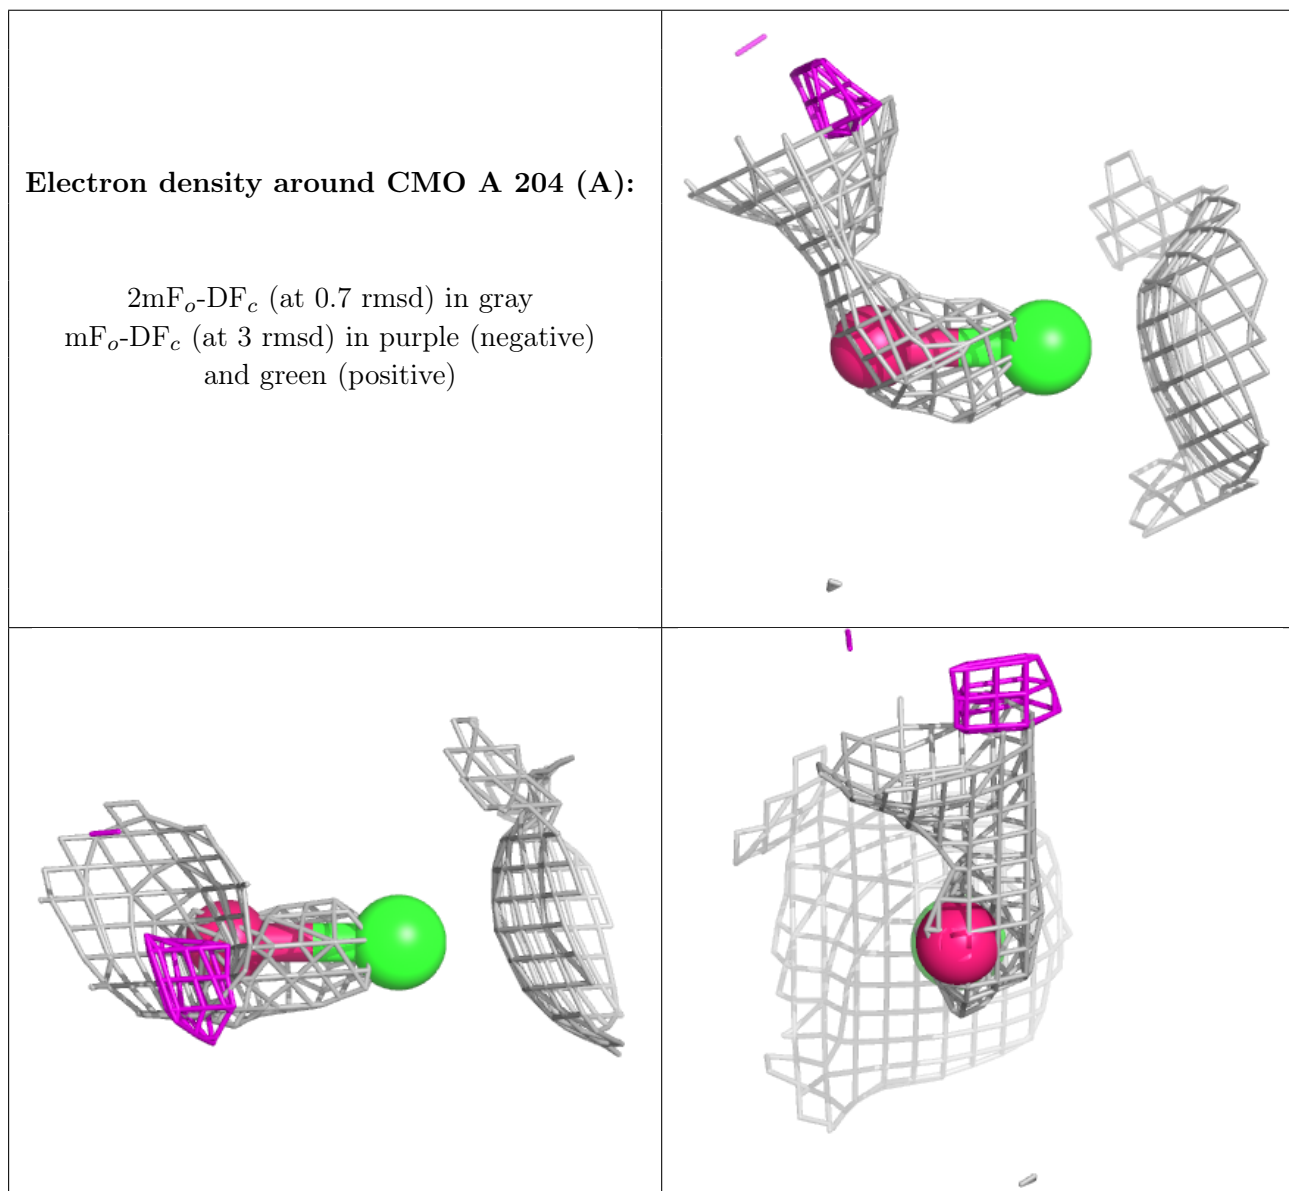 Electron density around CMO A 204 (A):
2mFo-DFc (at 0.7 rmsd) in gray
mFo-DFc (at 3 rmsd) in purple (negative)
and green (positive)